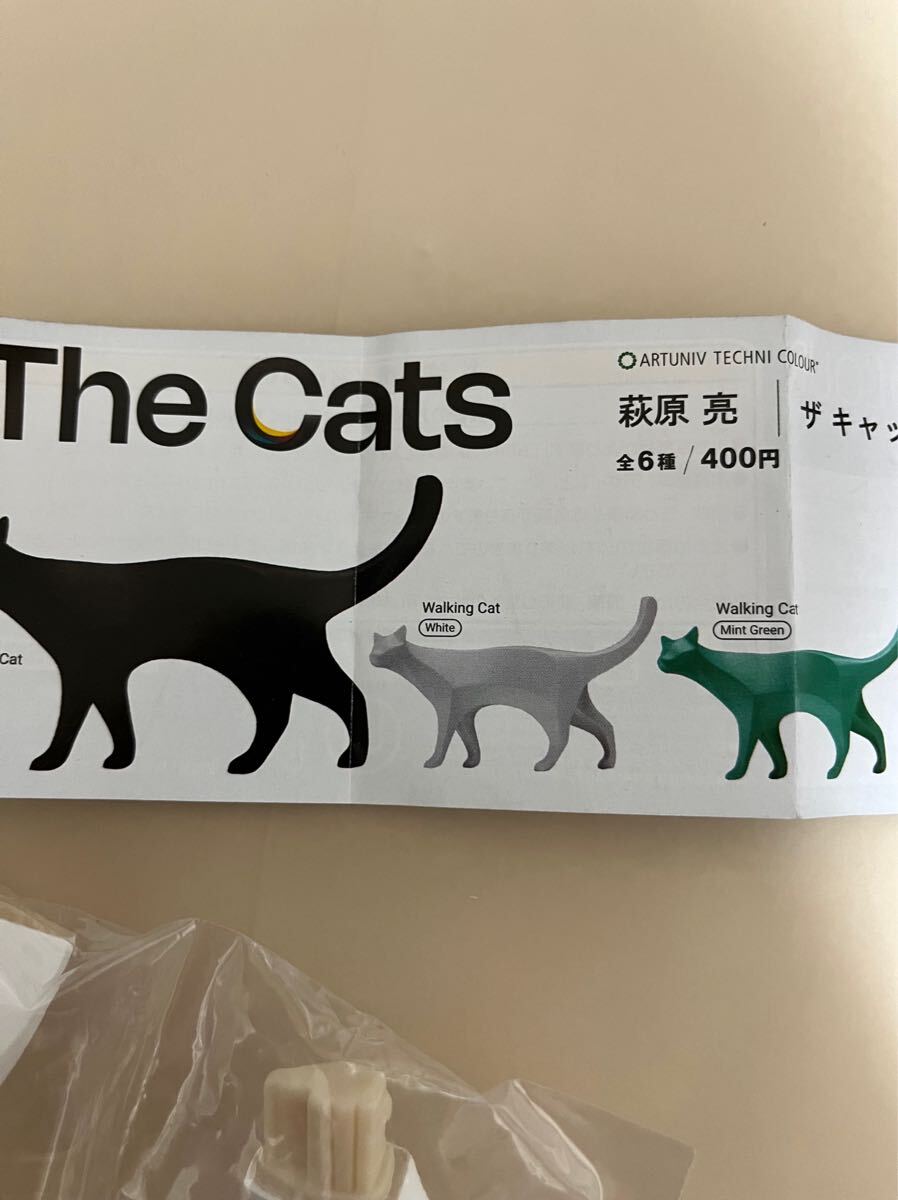 The Cats
ARTUNIV TECHNI COLOUR
萩原 亮 | ザ キャッ
全6種 / 400円
Cat
Walking Cat
White
Walking Cat
Mint Green